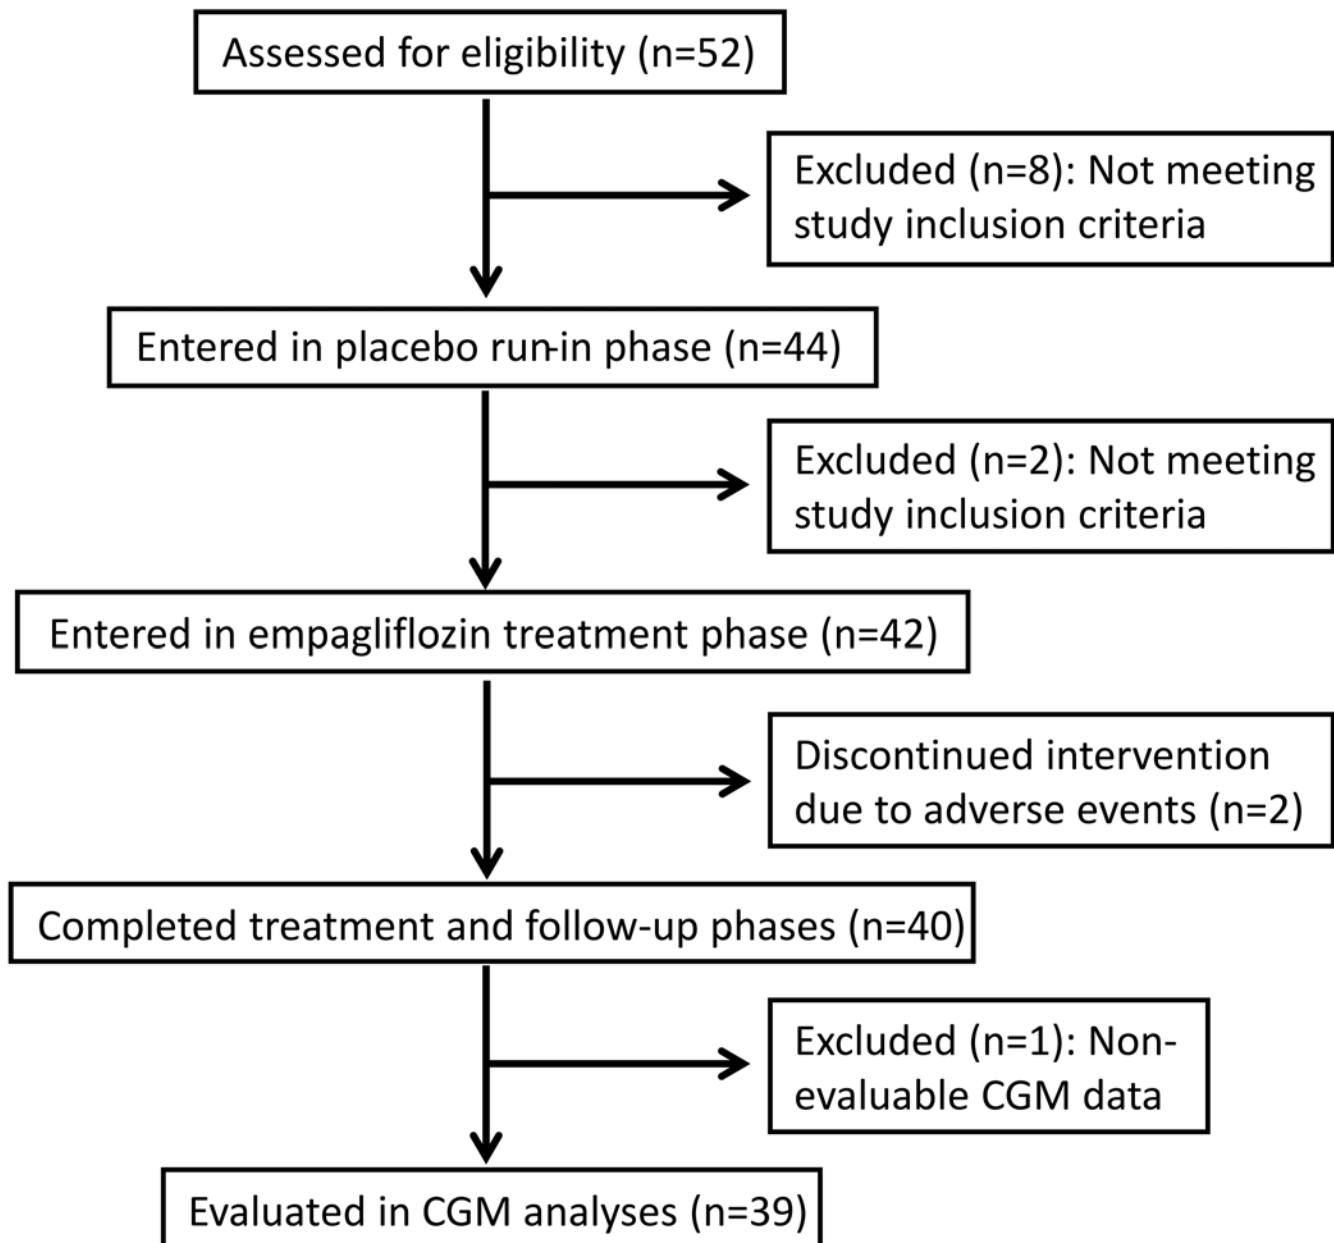 Assessed for eligibility (n=52)
Excluded (n=8): Not meeting
study inclusion criteria
Entered in placebo run-in phase (n=44)
Excluded (n=2): Not meeting
study inclusion criteria
Entered in empagliflozin treatment phase (n=42)
Discontinued intervention
due to adverse events (n=2)
Completed treatment and follow-up phases (n=40)
Excluded (n=1): Non-
evaluable CGM data
Evaluated in CGM analyses (n=39)